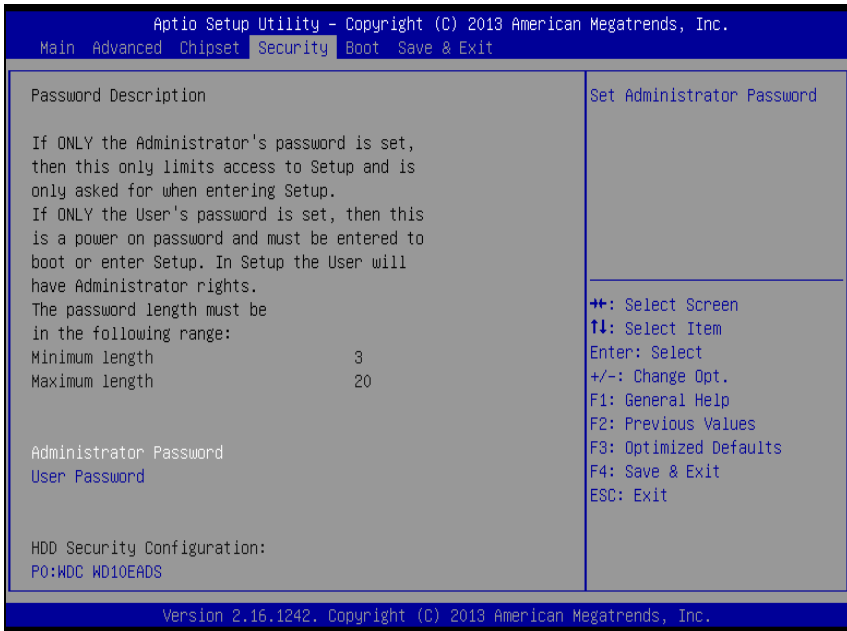 Aptio Setup Utility – Copyright (C) 2013 American Megatrends, Inc.
Main Advanced Chipset Security Boot Save & Exit
Password Description
If ONLY the Administrator's password is set,
then this only limits access to Setup and is
only asked for when entering Setup.
If ONLY the User's password is set, then this
is a power on password and must be entered to
boot or enter Setup. In Setup the User will
have Administrator rights.
The password length must be
in the following range:
Minimum length 3
Maximum length 20
Administrator Password
User Password
HDD Security Configuration:
P0:WDC WD10EADS
Set Administrator Password
→←: Select Screen
↑↓: Select Item
Enter: Select
+/-: Change Opt.
F1: General Help
F2: Previous Values
F3: Optimized Defaults
F4: Save & Exit
ESC: Exit
Version 2.16.1242. Copyright (C) 2013 American Megatrends, Inc.